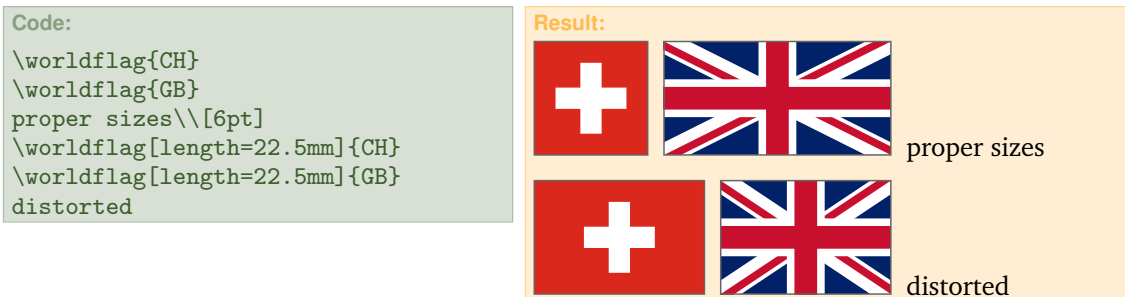 Code:
\worldflag{CH}
\worldflag{GB}
proper sizes\\[6pt]
\worldflag[length=22.5mm]{CH}
\worldflag[length=22.5mm]{GB}
distorted
Result:
proper sizes
distorted